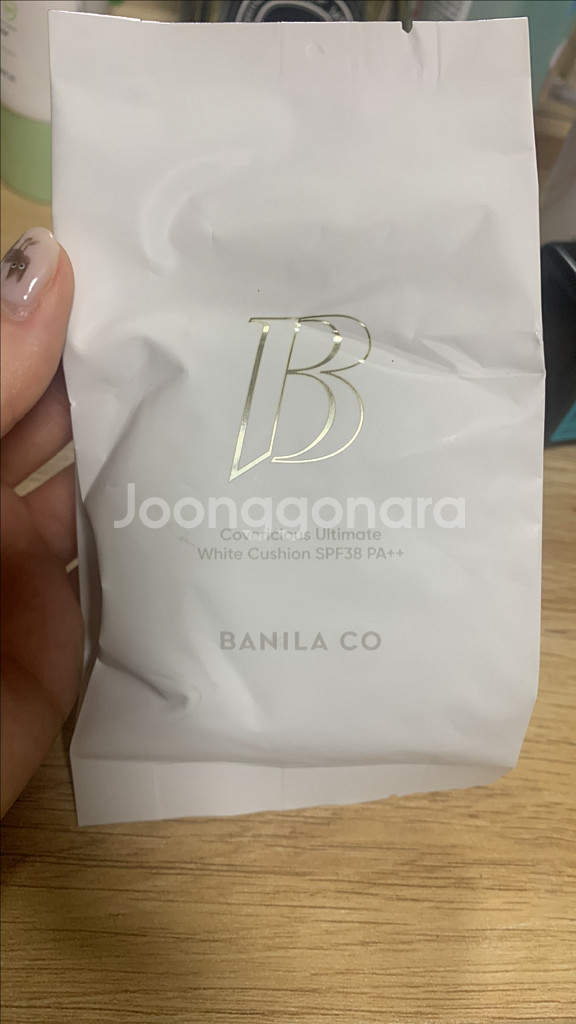 B
Joonggonara
Covericious Ultimate
White Cushion SPF38 PA++
BANILA CO